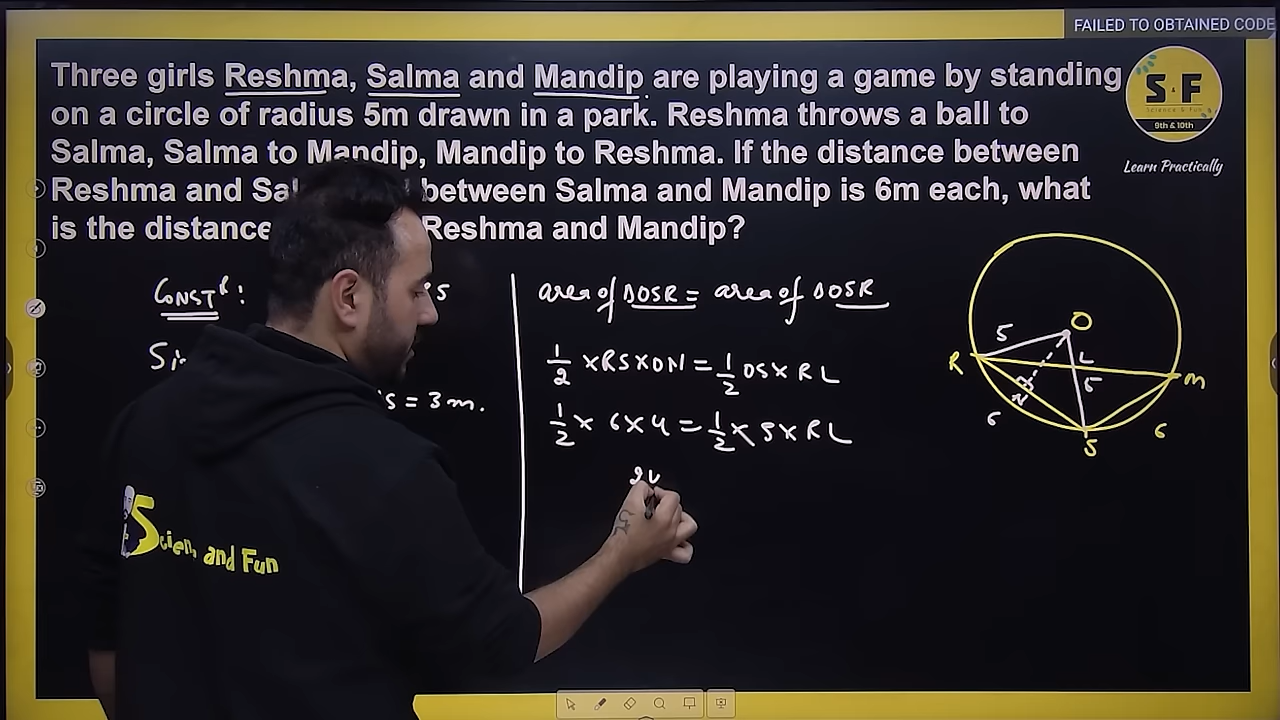 FAILED TO OBTAINED CODE
Three girls Reshma, Salma and Mandip are playing a game by standing
on a circle of radius 5m drawn in a park. Reshma throws a ball to
Salma, Salma to Mandip, Mandip to Reshma. If the distance between
Reshma and between Salma and Mandip is 6m each, what
is the distance Reshma and Mandip?
S & F
Science & Fun
9th & 10th
Learn Practically
CONSTR:
S
area of ΔOSR = area of ΔOSR
1/2 × RS × ON = 1/2 OS × RL
S = 3 m.
1/2 × 6 × 4 = 1/2 × 5 × RL
24
O
5
L
R
M
5
N
6
6
S
Science and Fun